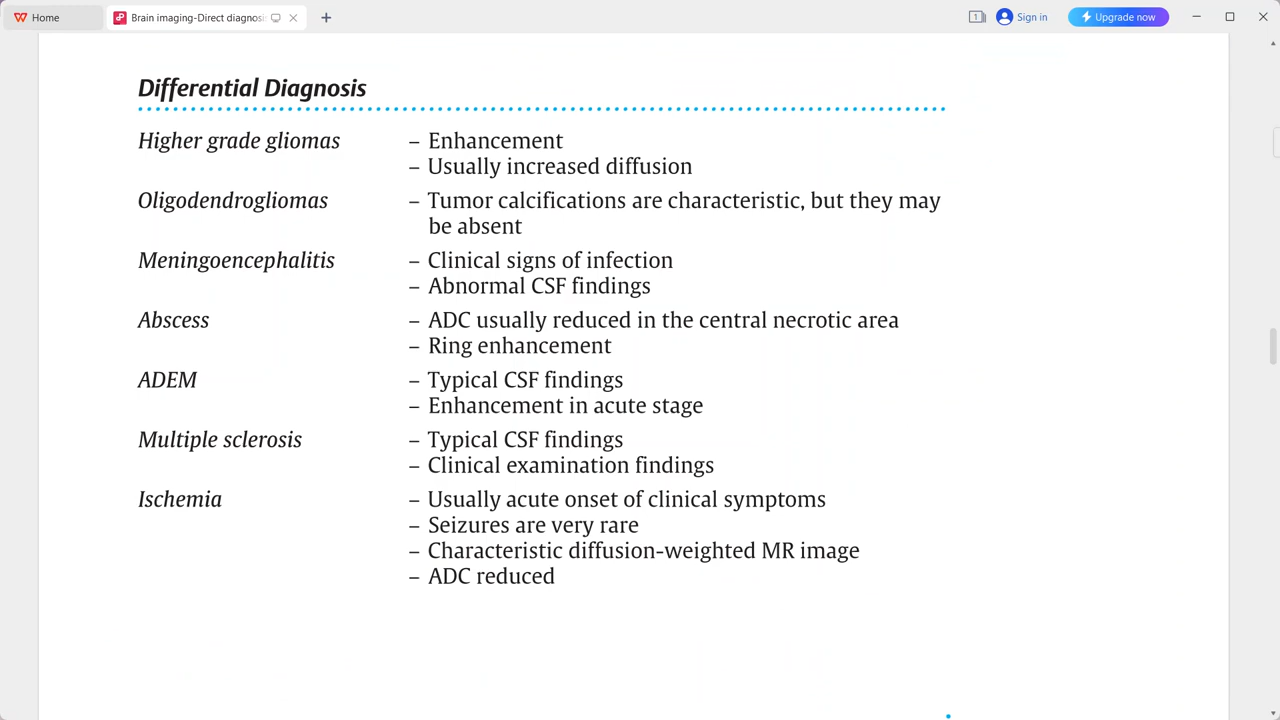 Home
Brain imaging-Direct diagnosi
1
Sign in
Upgrade now
Differential Diagnosis
Higher grade gliomas – Enhancement
– Usually increased diffusion
Oligodendrogliomas – Tumor calcifications are characteristic, but they may
be absent
Meningoencephalitis – Clinical signs of infection
– Abnormal CSF findings
Abscess – ADC usually reduced in the central necrotic area
– Ring enhancement
ADEM – Typical CSF findings
– Enhancement in acute stage
Multiple sclerosis – Typical CSF findings
– Clinical examination findings
Ischemia – Usually acute onset of clinical symptoms
– Seizures are very rare
– Characteristic diffusion-weighted MR image
– ADC reduced